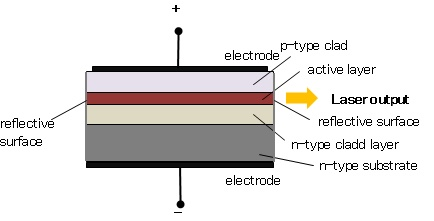 +
electrode
p-type clad
active layer
Laser output
reflective
surface
reflective surface
n-type cladd layer
n-type substrate
electrode
−